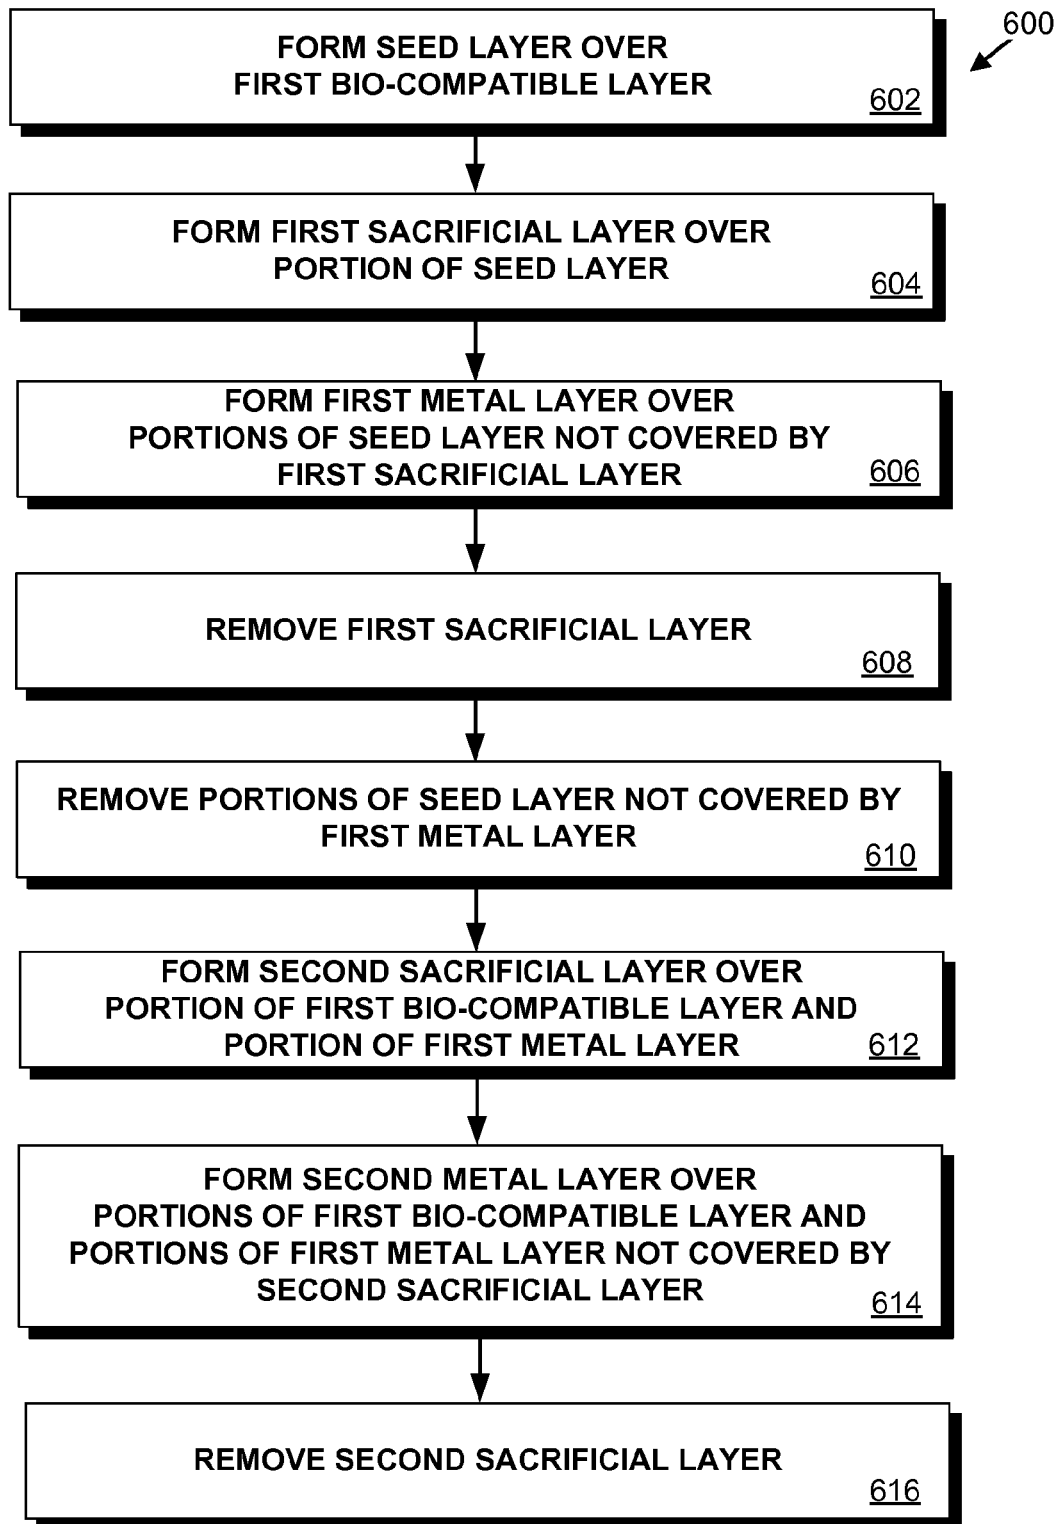 600
FORM SEED LAYER OVER
FIRST BIO-COMPATIBLE LAYER
602
FORM FIRST SACRIFICIAL LAYER OVER
PORTION OF SEED LAYER
604
FORM FIRST METAL LAYER OVER
PORTIONS OF SEED LAYER NOT COVERED BY
FIRST SACRIFICIAL LAYER
606
REMOVE FIRST SACRIFICIAL LAYER
608
REMOVE PORTIONS OF SEED LAYER NOT COVERED BY
FIRST METAL LAYER
610
FORM SECOND SACRIFICIAL LAYER OVER
PORTION OF FIRST BIO-COMPATIBLE LAYER AND
PORTION OF FIRST METAL LAYER
612
FORM SECOND METAL LAYER OVER
PORTIONS OF FIRST BIO-COMPATIBLE LAYER AND
PORTIONS OF FIRST METAL LAYER NOT COVERED BY
SECOND SACRIFICIAL LAYER
614
REMOVE SECOND SACRIFICIAL LAYER
616